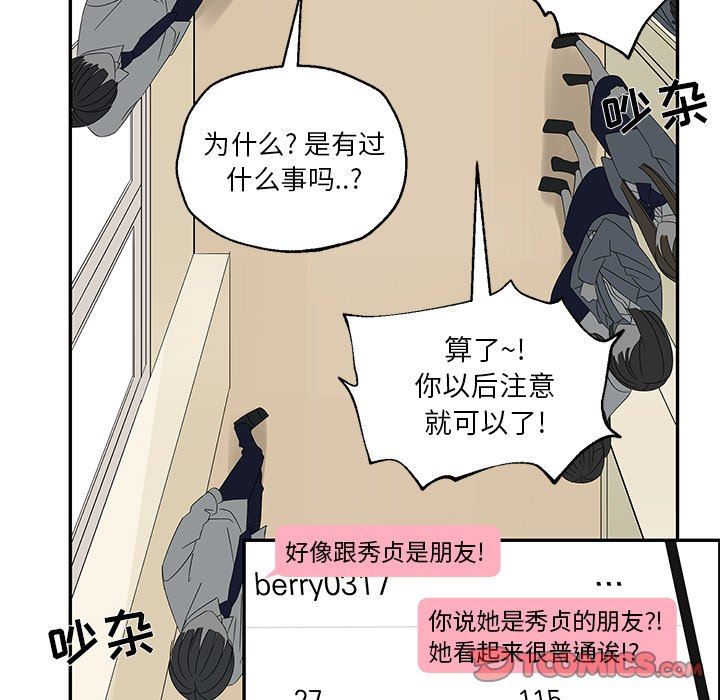 吵杂
为什么? 是有过
什么事吗..?
算了~!
你以后注意
就可以了!
好像跟秀贞是朋友!
berry0317
...
你说她是秀贞的朋友?!
她看起来很普通诶!?
吵杂
TOOMICS.COM
27
115